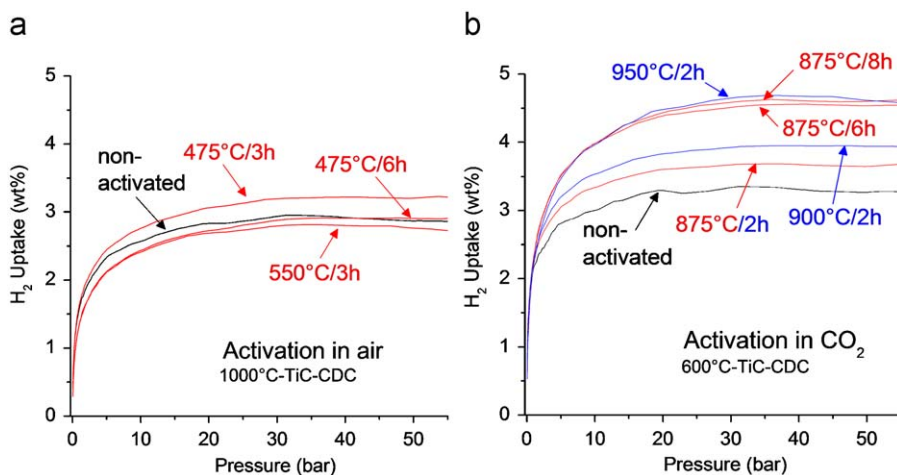 a
5
4
3
2
1
0
H₂ Uptake (wt%)
non-
activated
475°C/3h
475°C/6h
550°C/3h
Activation in air
1000°C-TiC-CDC
0 10 20 30 40 50
Pressure (bar)
b
5
4
3
2
1
0
H₂ Uptake (wt%)
950°C/2h
875°C/8h
875°C/6h
non-
activated
875°C/2h
900°C/2h
Activation in CO₂
600°C-TiC-CDC
0 10 20 30 40 50
Pressure (bar)